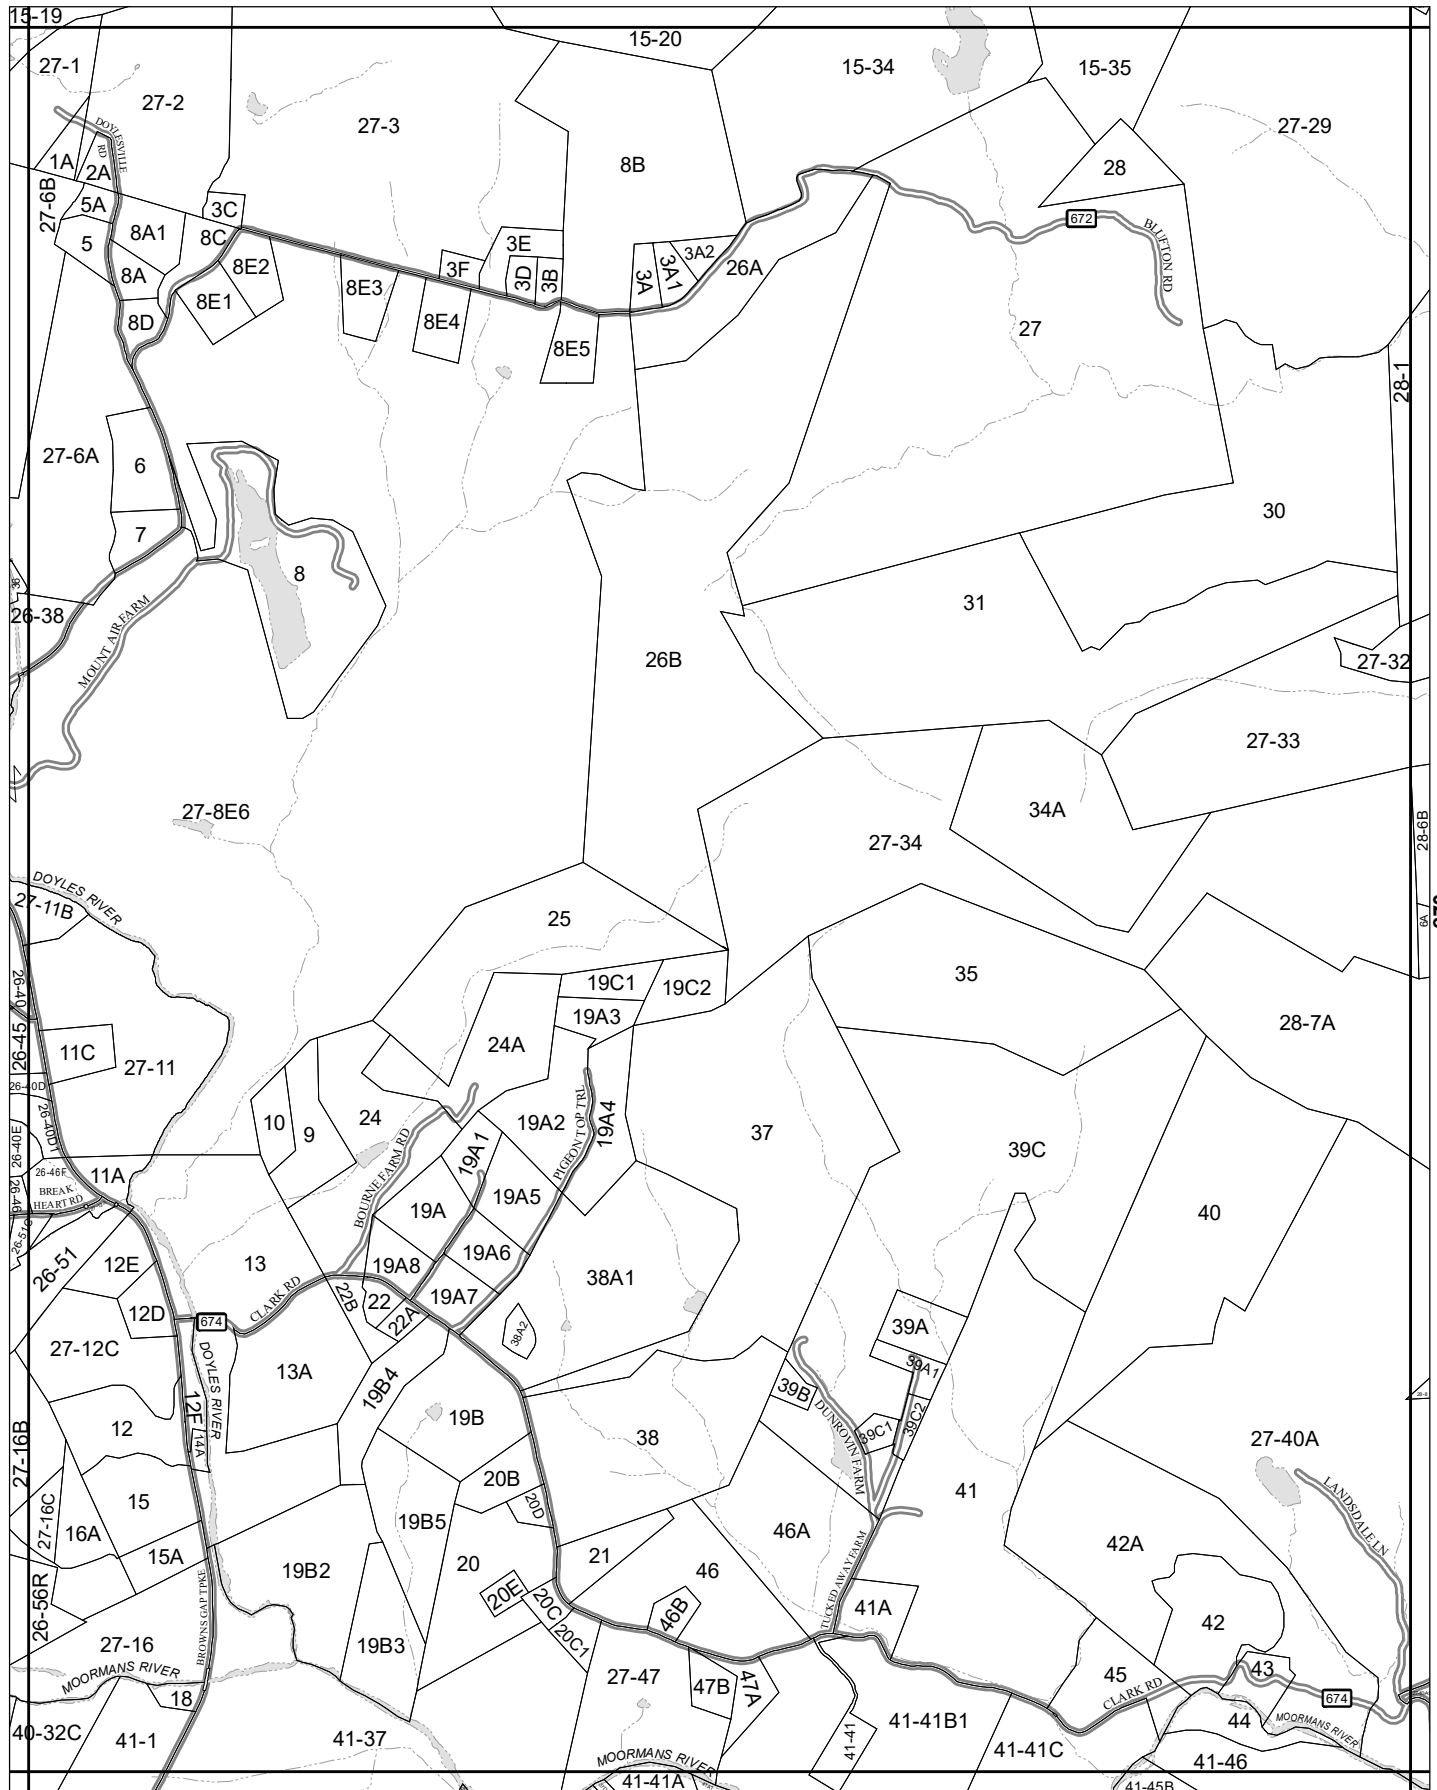 15-19
15-20
27-1
15-34
15-35
27-2
27-3
27-29
DOYLESVILLE RD
8B
1A
2A
28
27-6B
5A
3C
672
8A1
8C
5
3E
3A2
BLUFTON RD
8A
8E2
3F
3D
3B
3A
3A1
26A
8E1
8E3
8D
8E4
27
8E5
28-1
27-6A
6
30
7
8
36
31
26-38
MOUNT AIR FARM
26B
27-32
27-33
27-8E6
34A
27-34
28-6B
DOYLES RIVER
27-11B
25
6A
35
26-40
19C1
19C2
19A3
28-7A
26-45
11C
24A
27-11
26-40D
26-40D1
10
24
19A2
PIGEON TOP TRL
19A4
37
9
26-40E
BOURNE FARM RD
19A1
39C
26-46F
11A
BREAK HEART RD
19A5
19A
40
26-51
12E
13
19A8
19A6
38A1
CLARK RD
22B
22
19A7
12D
674
22A
38A2
39A
27-12C
DOYLES RIVER
13A
39A1
19B4
39B
12F
19B
39C2
12
DUNROVIN FARM
39C1
14A
38
27-40A
27-16B
20B
LANDSDALE LN
15
20D
41
27-16C
16A
19B5
46A
42A
15A
21
TUCKED AWAY FARM
19B2
20
46
20E
20C
41A
26-56R
46B
42
BROWNS GAP TPKE
20C1
27-16
19B3
MOORMANS RIVER
27-47
47A
43
45
47B
CLARK RD
674
18
44
MOORMANS RIVER
40-32C
41-1
41-37
41-41
41-41B1
41-41C
MOORMANS RIVER
41-46
41-41A
41-45B